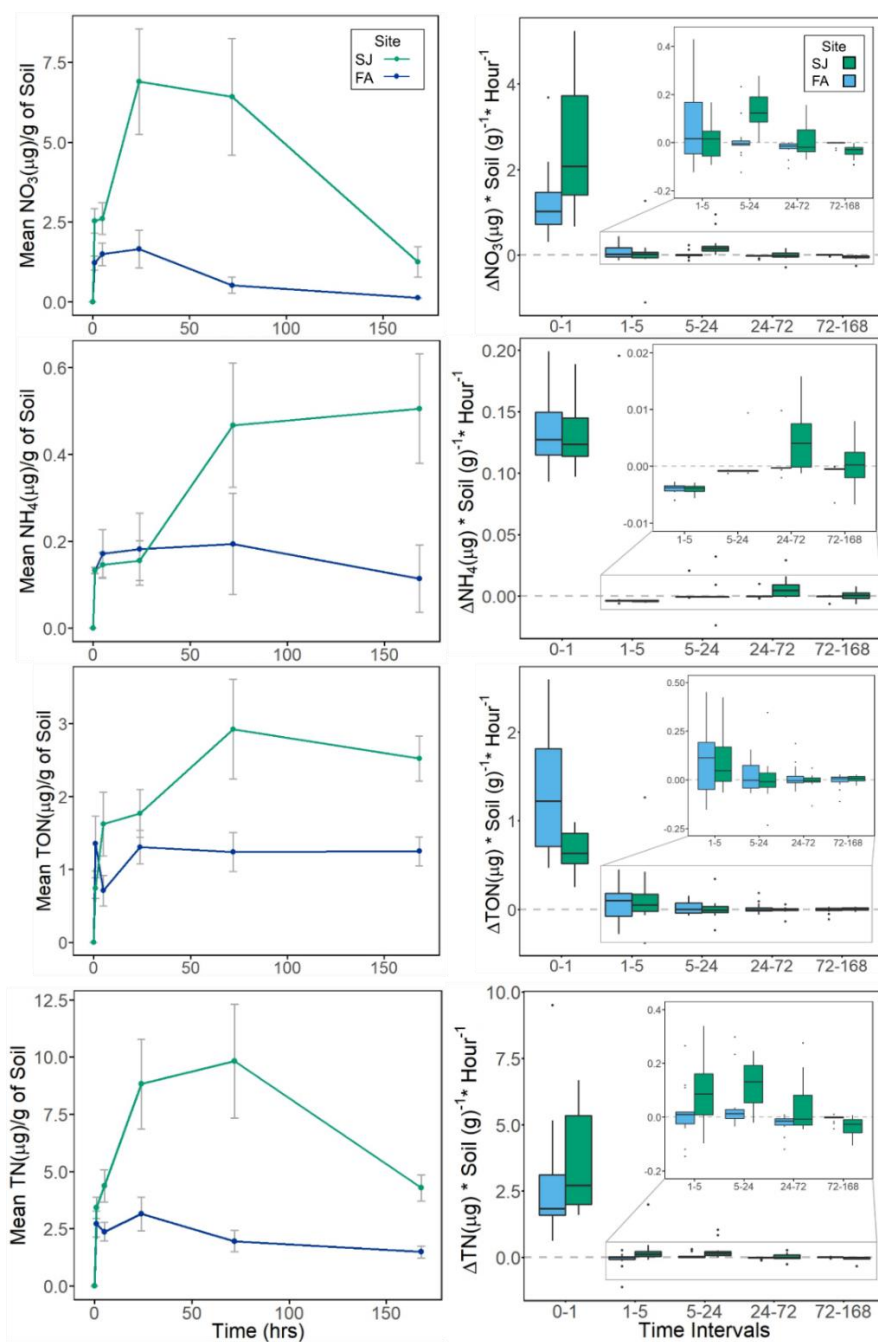 Mean NO₃(µg)/g of Soil
7.5
5.0
2.5
0.0
0 50 100 150
Site
SJ
FA
ΔNO₃(µg) * Soil (g)⁻¹* Hour⁻¹
4
2
0
0-1 1-5 5-24 24-72 72-168
0.4
0.2
0.0
-0.2
1-5 5-24 24-72 72-168
Site
SJ
FA
Mean NH₄(µg)/g of Soil
0.6
0.4
0.2
0.0
0 50 100 150
ΔNH₄(µg) * Soil (g)⁻¹* Hour⁻¹
0.20
0.15
0.10
0.05
0.00
0-1 1-5 5-24 24-72 72-168
0.02
0.01
0.00
-0.01
1-5 5-24 24-72 72-168
Mean TON(µg)/g of Soil
3
2
1
0
0 50 100 150
ΔTON(µg) * Soil (g)⁻¹* Hour⁻¹
2
1
0
0-1 1-5 5-24 24-72 72-168
0.50
0.25
0.00
-0.25
1-5 5-24 24-72 72-168
Mean TN(µg)/g of Soil
12.5
10.0
7.5
5.0
2.5
0.0
0 50 100 150
Time (hrs)
ΔTN(µg) * Soil (g)⁻¹* Hour⁻¹
10.0
7.5
5.0
2.5
0.0
0-1 1-5 5-24 24-72 72-168
Time Intervals
0.4
0.2
0.0
-0.2
1-5 5-24 24-72 72-168